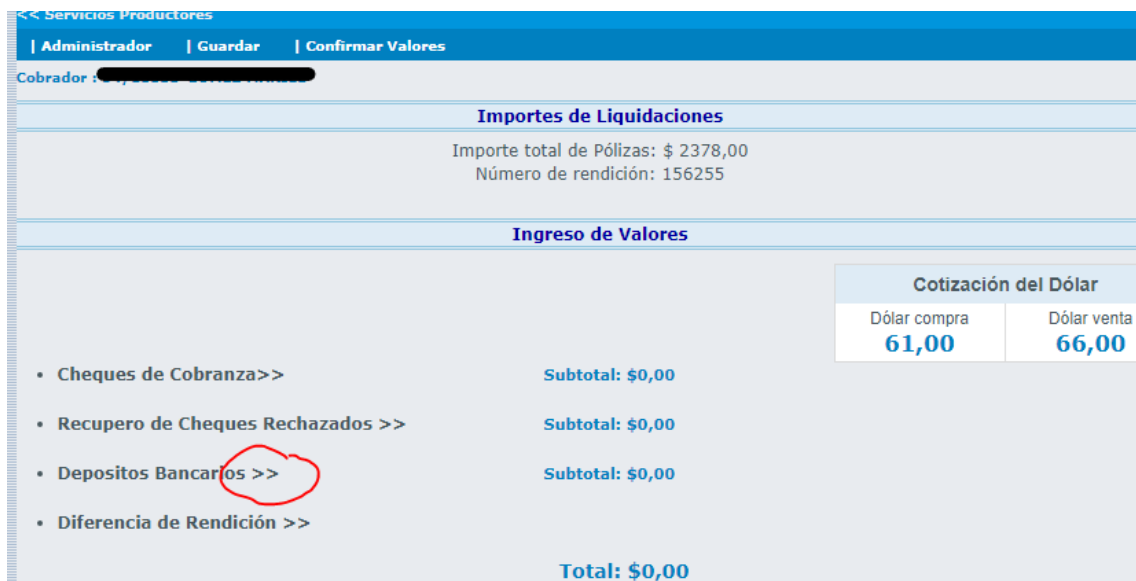 << Servicios Productores
| Administrador | Guardar | Confirmar Valores
Cobrador :
Importes de Liquidaciones
Importe total de Pólizas: $ 2378,00
Número de rendición: 156255
Ingreso de Valores
Cotización del Dólar
Dólar compra Dólar venta
61,00 66,00
• Cheques de Cobranza>> Subtotal: $0,00
• Recupero de Cheques Rechazados >> Subtotal: $0,00
• Depositos Bancarios >> Subtotal: $0,00
• Diferencia de Rendición >>
Total: $0,00